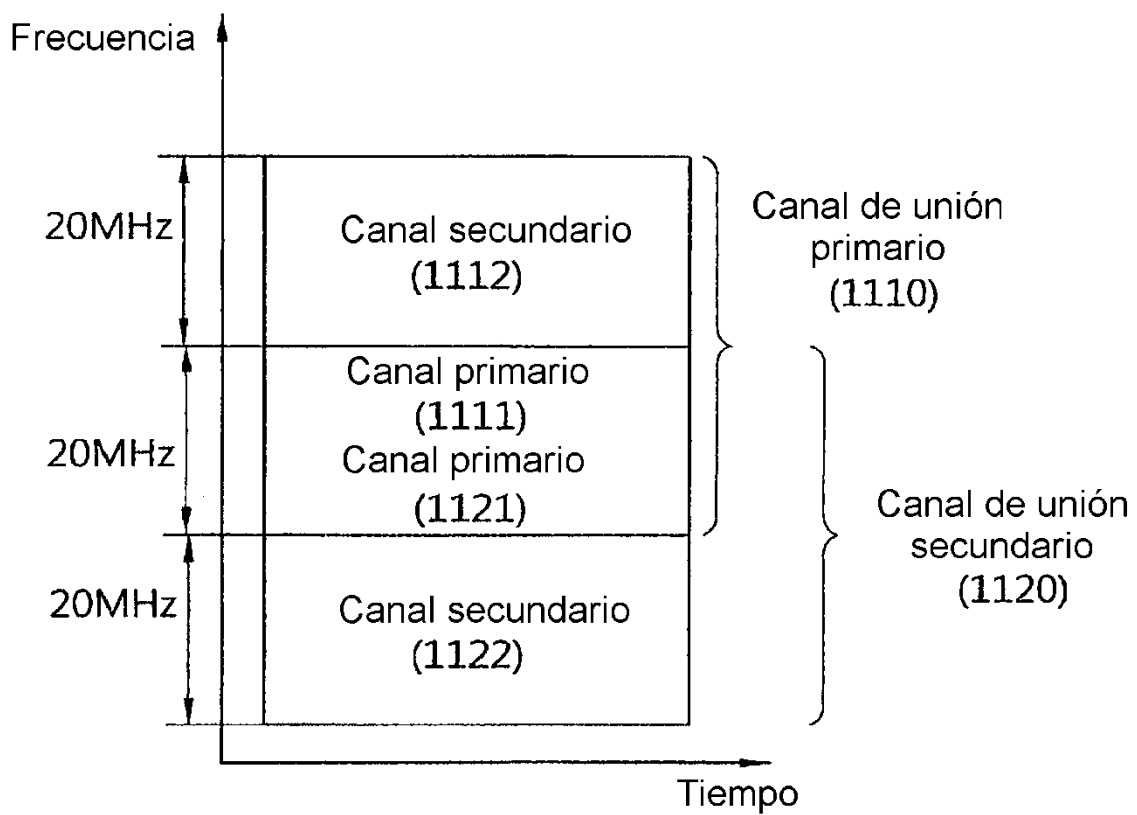 Frecuencia
20MHz
Canal secundario
(1112)
Canal de unión
primario
(1110)
20MHz
Canal primario
(1111)
Canal primario
(1121)
Canal de unión
secundario
(1120)
20MHz
Canal secundario
(1122)
Tiempo